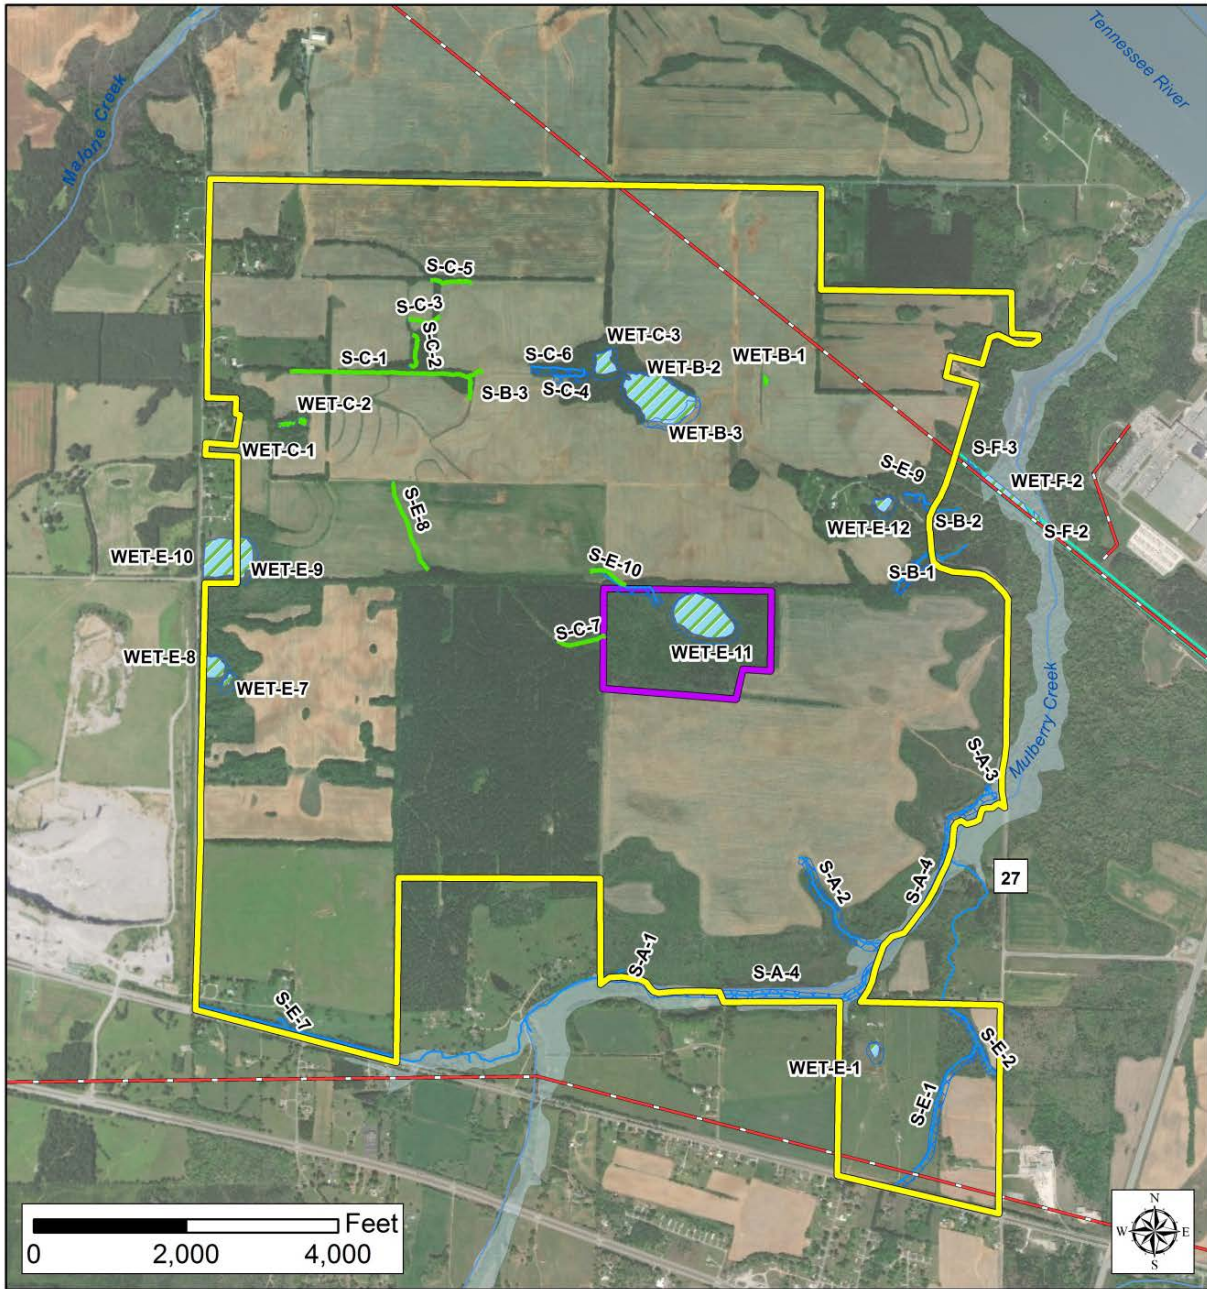 Tennessee River
Malone Creek
S-C-5
S-C-3
S-C-2
WET-C-3
S-C-1
S-C-6
WET-B-2
WET-B-1
S-C-4
S-B-3
WET-C-2
WET-B-3
WET-C-1
S-F-3
S-E-9
WET-F-2
S-E-8
WET-E-12
S-B-2
S-F-2
WET-E-10
WET-E-9
S-E-10
S-B-1
S-C-7
WET-E-11
WET-E-8
WET-E-7
Mulberry Creek
S-A-3
S-A-2
S-A-4
27
S-A-1
S-A-4
S-E-7
WET-E-1
S-E-2
S-E-1
Feet
0 2,000 4,000
N
W E
S